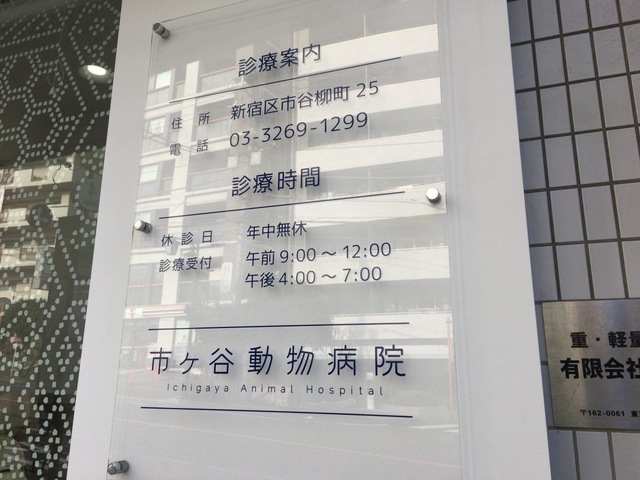 診療案内
住所 新宿区市谷柳町 25
電話 03-3269-1299
診療時間
休診日 年中無休
診療受付 午前 9:00 〜 12:00
午後 4:00 〜 7:00
市ヶ谷動物病院
Ichigaya Animal Hospital
重・軽量
有限会社
〒162-0061 東